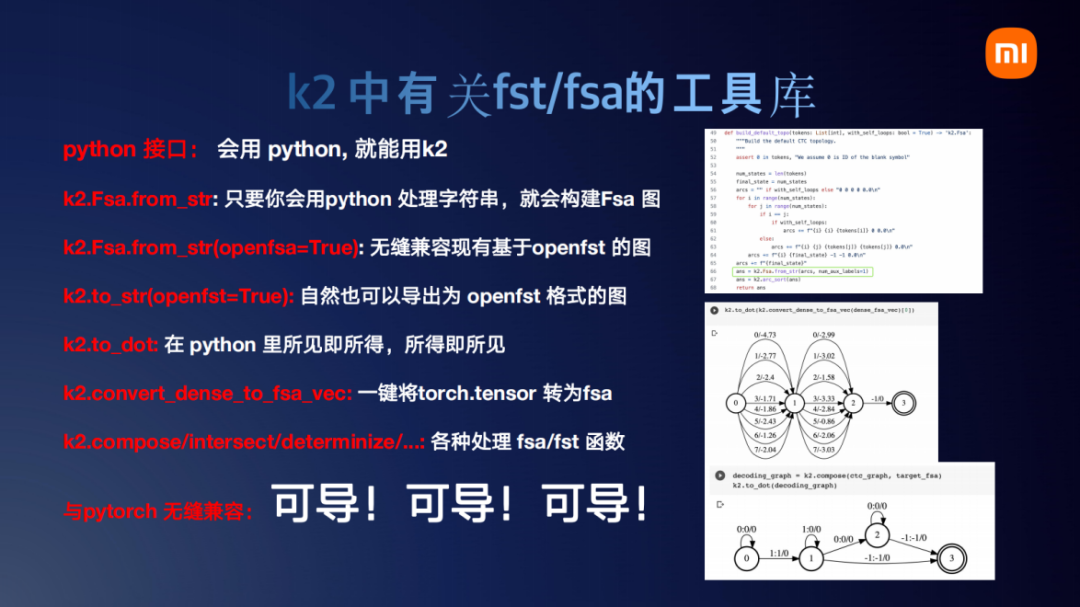 mi
k2 中有关fst/fsa的工具库
python 接口： 会用 python, 就能用k2
k2.Fsa.from_str: 只要你会用python 处理字符串，就会构建Fsa 图
k2.Fsa.from_str(openfsa=True): 无缝兼容现有基于openfst 的图
k2.to_str(openfst=True): 自然也可以导出为 openfst 格式的图
k2.to_dot: 在 python 里所见即所得，所得即所见
k2.convert_dense_to_fsa_vec: 一键将torch.tensor 转为fsa
k2.compose/intersect/determinize/...: 各种处理 fsa/fst 函数
与pytorch 无缝兼容： 可导！可导！可导！
49 def build_default_topo(tokens: List[int], with_self_loops: bool = True) -> 'k2.Fsa':
50 """Build the default CTC topology.
51 """
52 assert 0 in tokens, "We assume 0 is ID of the blank symbol"
53
54 num_states = len(tokens)
55 final_state = num_states
56 arcs = "" if with_self_loops else "0 0 0 0 0.0\n"
57 for i in range(num_states):
58 for j in range(num_states):
59 if i == j:
60 if with_self_loops:
61 arcs += f"{i} {i} {tokens[i]} 0 0.0\n"
62 else:
63 arcs += f"{i} {j} {tokens[j]} {tokens[j]} 0.0\n"
64 arcs += f"{i} {final_state} -1 -1 0.0\n"
65 arcs += f"{final_state}"
66 ans = k2.Fsa.from_str(arcs, num_aux_labels=1)
67 ans = k2.arc_sort(ans)
68 return ans
k2.to_dot(k2.convert_dense_to_fsa_vec(dense_fsa_vec)[0])
0/-4.73 0/-2.99
1/-2.77 1/-3.02
2/-2.4 2/-1.58
0 3/-1.71 1 3/-3.33 2 -1/0 3
4/-1.86 4/-2.84
5/-2.43 5/-0.86
6/-1.26 6/-2.06
7/-2.04 7/-3.03
decoding_graph = k2.compose(ctc_graph, target_fsa)
k2.to_dot(decoding_graph)
0:0/0
0:0/0 1:0/0 2
0:0/0 -1:-1/0
0 1:1/0 1 -1:-1/0 3